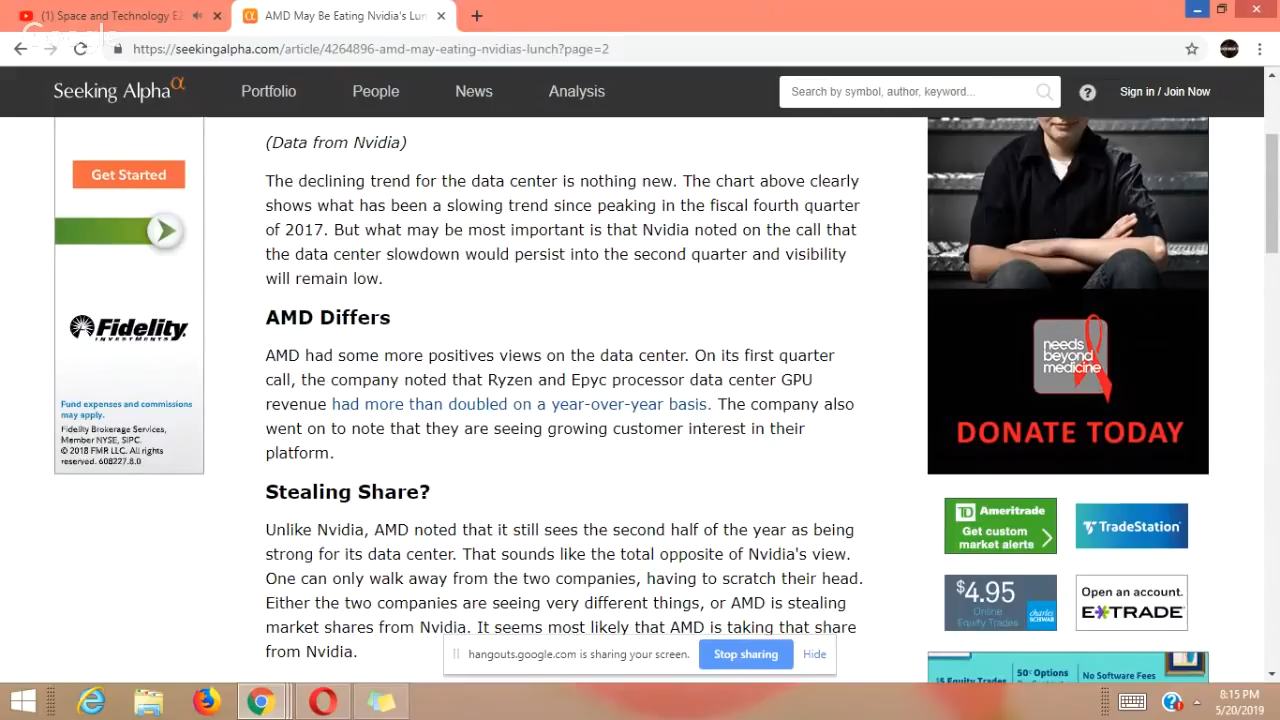 (1) Space and Technology E
AMD May Be Eating Nvidia's Lun
Google
https://seekingalpha.com/article/4264896-amd-may-eating-nvidias-lunch?page=2
Seeking Alpha α
Portfolio
People
News
Analysis
Search by symbol, author, keyword...
Sign in / Join Now
(Data from Nvidia)
The declining trend for the data center is nothing new. The chart above clearly
shows what has been a slowing trend since peaking in the fiscal fourth quarter
of 2017. But what may be most important is that Nvidia noted on the call that
the data center slowdown would persist into the second quarter and visibility
will remain low.
AMD Differs
AMD had some more positives views on the data center. On its first quarter
call, the company noted that Ryzen and Epyc processor data center GPU
revenue had more than doubled on a year-over-year basis. The company also
went on to note that they are seeing growing customer interest in their
platform.
Stealing Share?
Unlike Nvidia, AMD noted that it still sees the second half of the year as being
strong for its data center. That sounds like the total opposite of Nvidia's view.
One can only walk away from the two companies, having to scratch their head.
Either the two companies are seeing very different things, or AMD is stealing
market shares from Nvidia. It seems most likely that AMD is taking that share
from Nvidia.
Get Started
Fidelity
INVESTMENTS
Fund expenses and commissions
may apply.
Fidelity Brokerage Services,
Member NYSE, SIPC.
© 2018 FMR LLC. All rights
reserved. 608227.8.0
needs
beyond
medicine
DONATE TODAY
TD Ameritrade
Get custom
market alerts
TradeStation
$4.95
Online
Equity Trades
charles
SCHWAB
Open an account.
E*TRADE
$5 Equity Trades
50¢ Options
No Software Fees
hangouts.google.com is sharing your screen.
Stop sharing
Hide
8:15 PM
5/20/2019